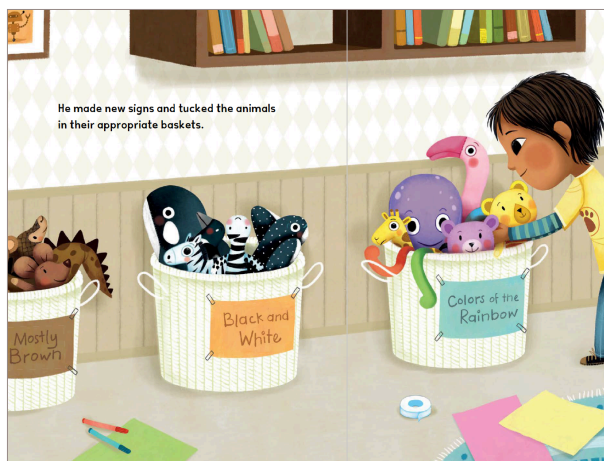 He made new signs and tucked the animals
in their appropriate baskets.
Mostly
Brown
Black and
White
Colors of the
Rainbow